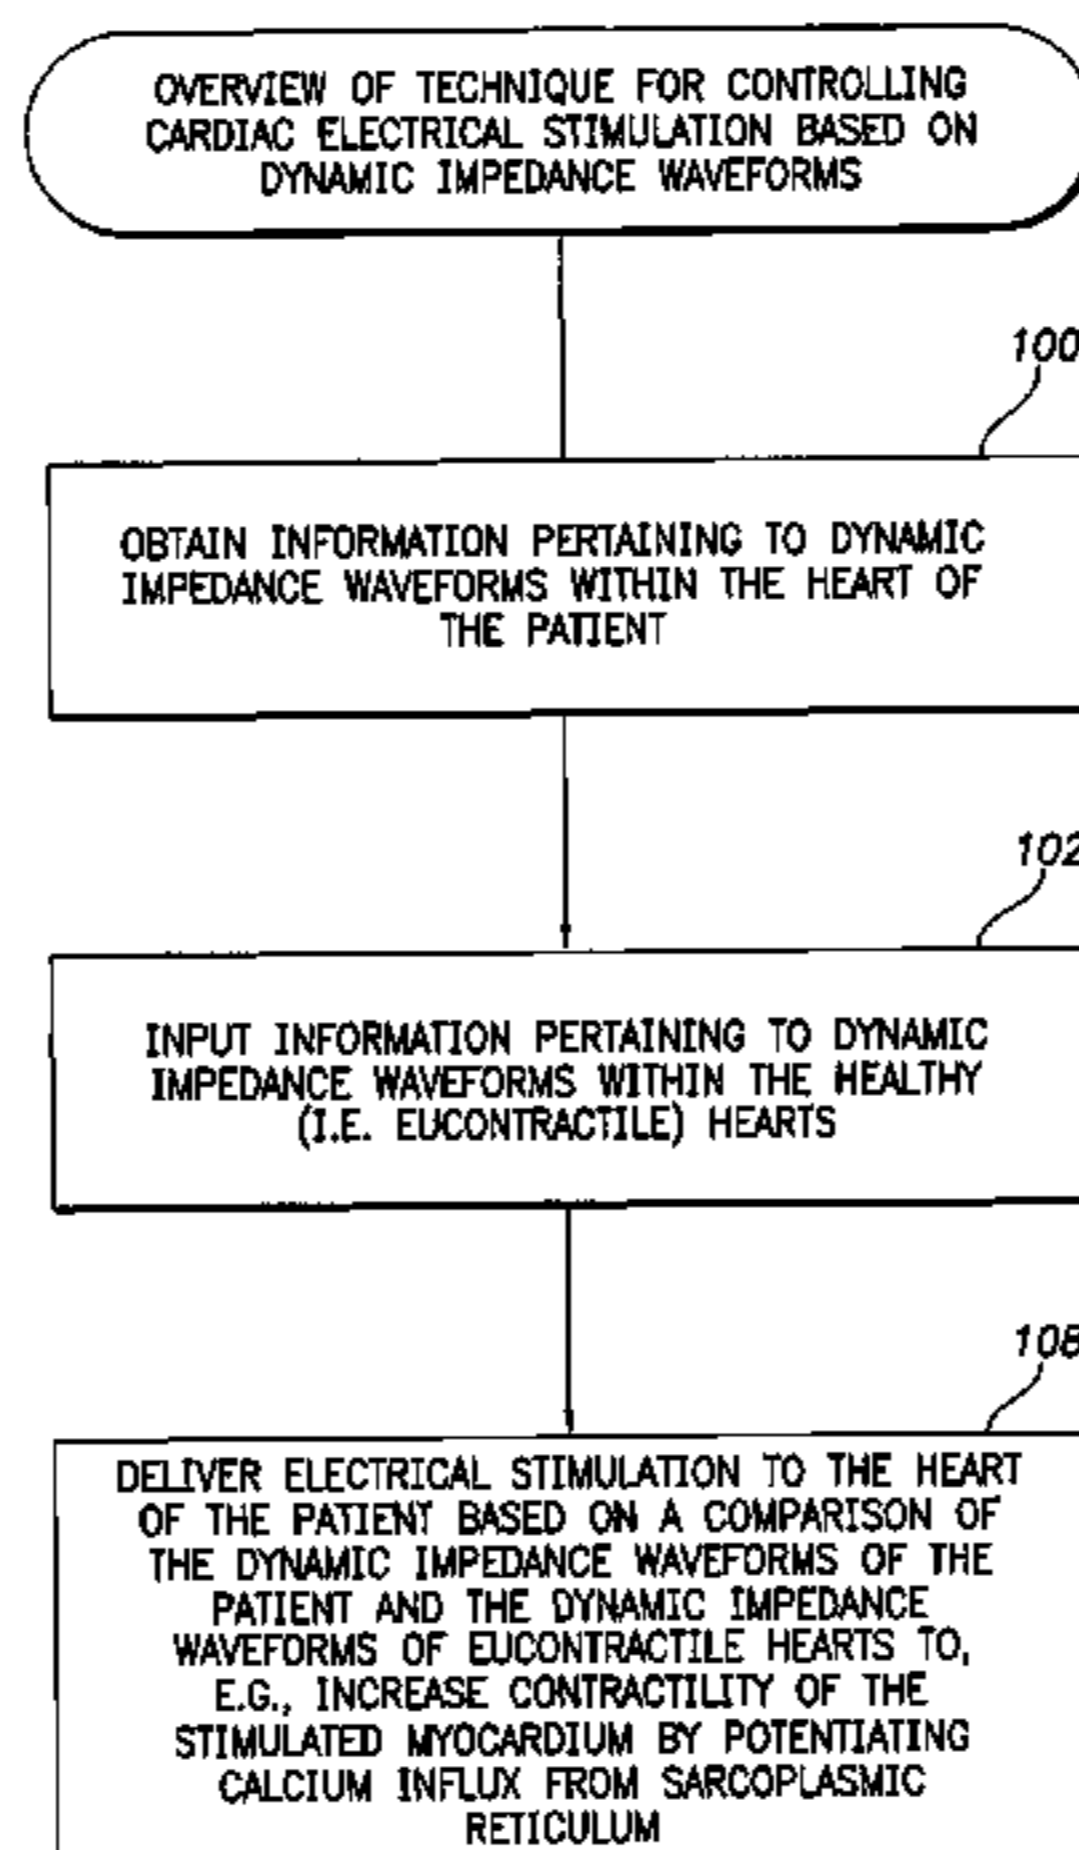 OVERVIEW OF TECHNIQUE FOR CONTROLLING
CARDIAC ELECTRICAL STIMULATION BASED ON
DYNAMIC IMPEDANCE WAVEFORMS
100
OBTAIN INFORMATION PERTAINING TO DYNAMIC
IMPEDANCE WAVEFORMS WITHIN THE HEART OF
THE PATIENT
102
INPUT INFORMATION PERTAINING TO DYNAMIC
IMPEDANCE WAVEFORMS WITHIN THE HEALTHY
(I.E. EUCONTRACTILE) HEARTS
108
DELIVER ELECTRICAL STIMULATION TO THE HEART
OF THE PATIENT BASED ON A COMPARISON OF
THE DYNAMIC IMPEDANCE WAVEFORMS OF THE
PATIENT AND THE DYNAMIC IMPEDANCE
WAVEFORMS OF EUCONTRACTILE HEARTS TO,
E.G., INCREASE CONTRACTILITY OF THE
STIMULATED MYOCARDIUM BY POTENTIATING
CALCIUM INFLUX FROM SARCOPLASMIC
RETICULUM